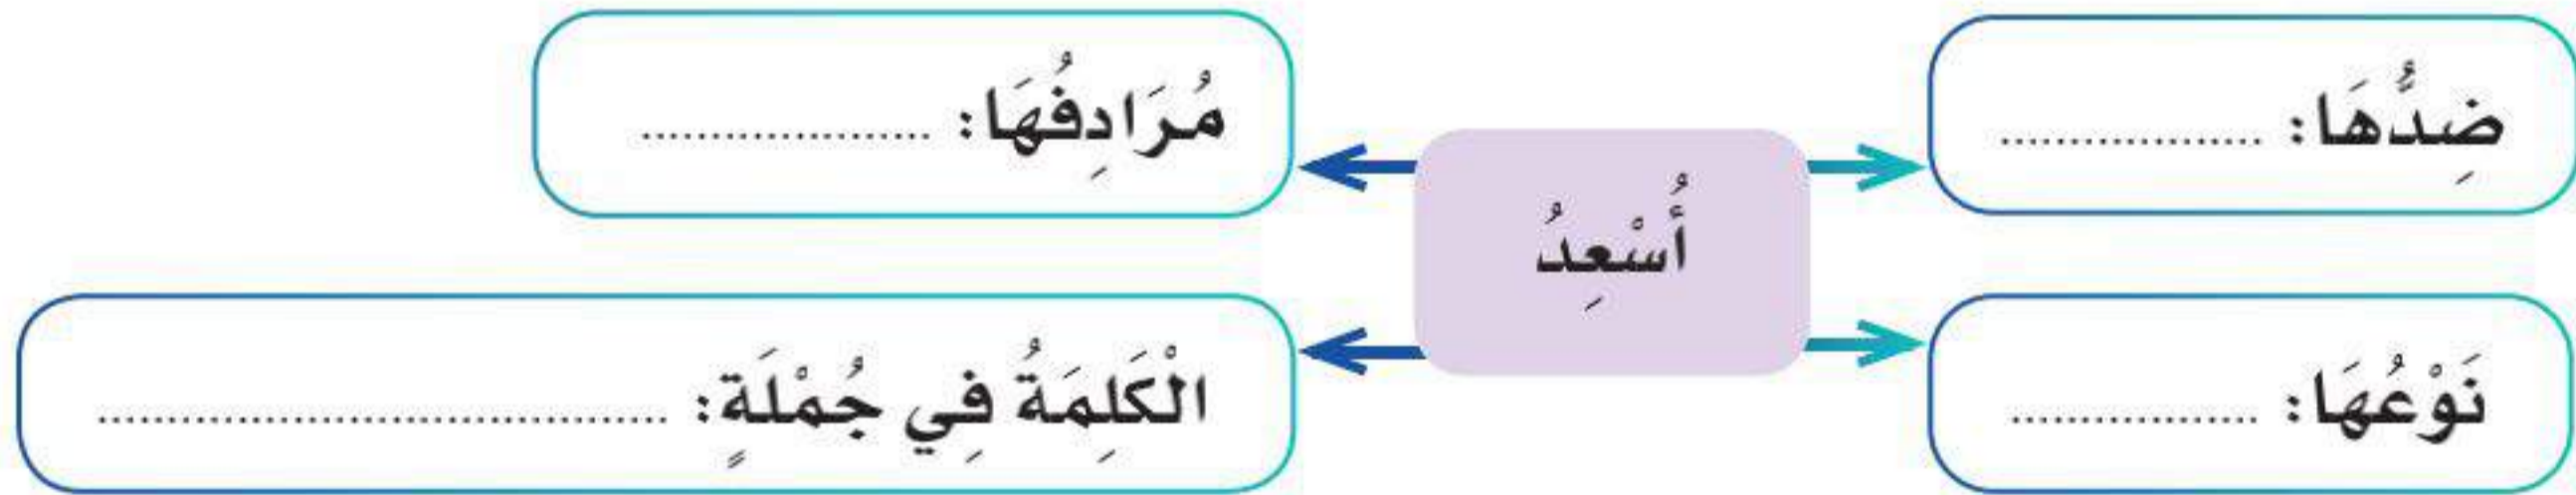 ضِدُّهَا: ..................
مُرَادِفُهَا: ....................
أُسْعِدُ
نَوْعُهَا: .................
الْكَلِمَةُ فِي جُمْلَةٍ: ........................................